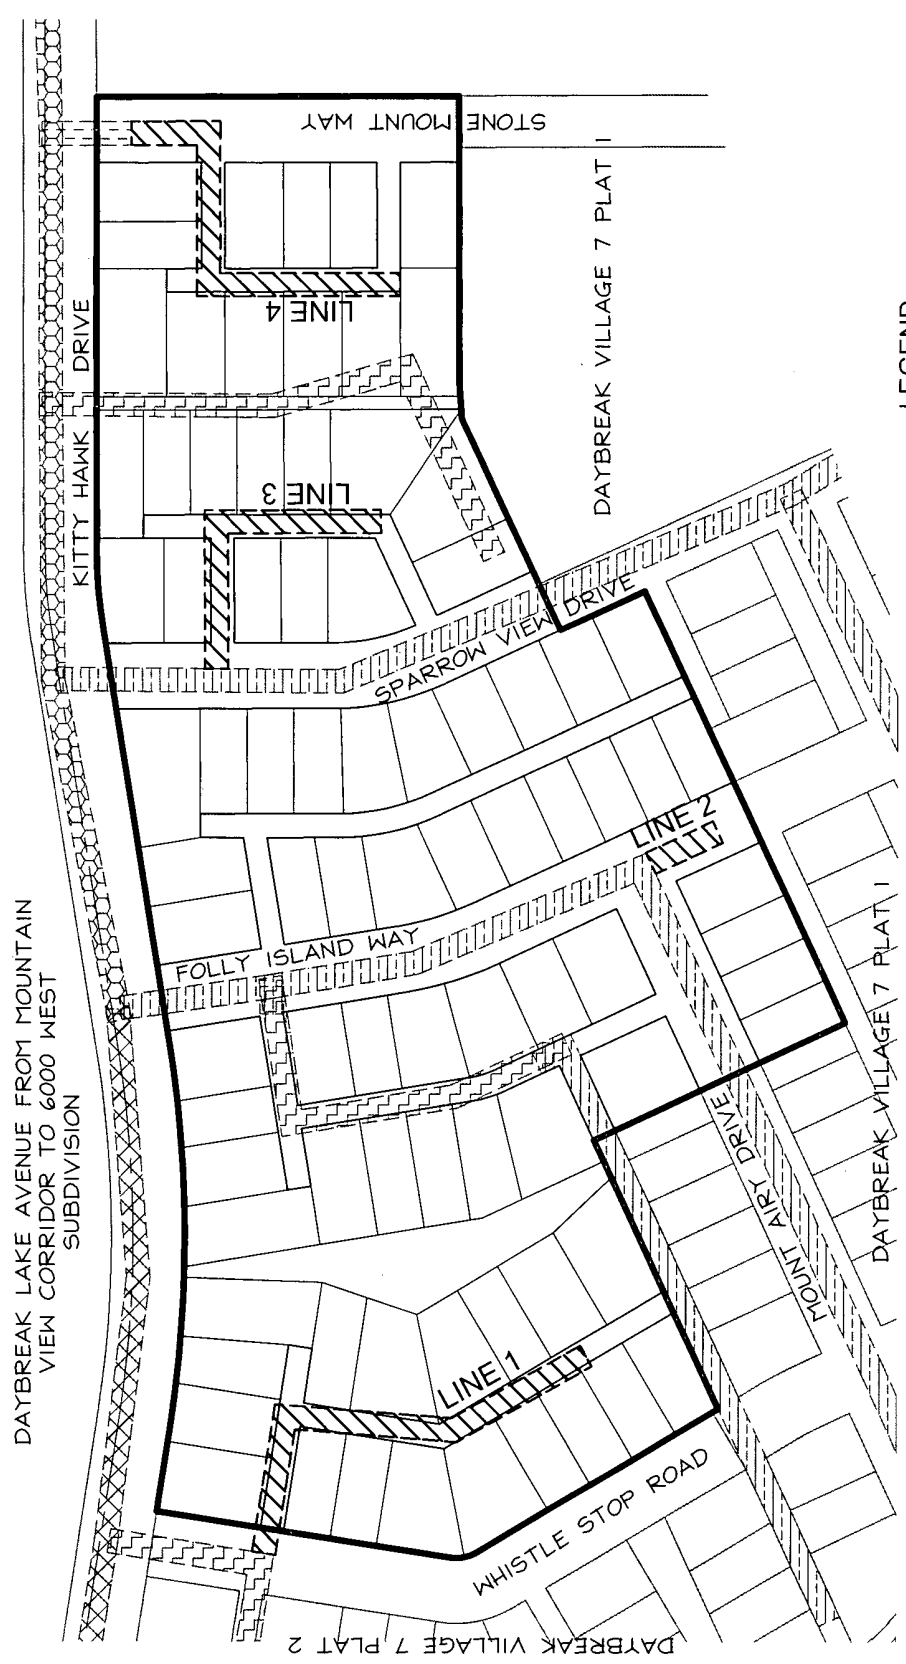 DAYBREAK LAKE AVENUE FROM MOUNTAIN
VIEW CORRIDOR TO 6000 WEST
SUBDIVISION
KITTY HAWK DRIVE
STONE MOUNT WAY
LINE 4
DAYBREAK VILLAGE 7 PLAT 1
LEGEND
LINE 3
SPARROW VIEW DRIVE
LINE 2
FOLLY ISLAND WAY
MOUNT AIRY DRIVE
DAYBREAK VILLAGE 7 PLAT 1
LINE 1
WHISTLE STOP ROAD
DAYBREAK VILLAGE 7 PLAT 2